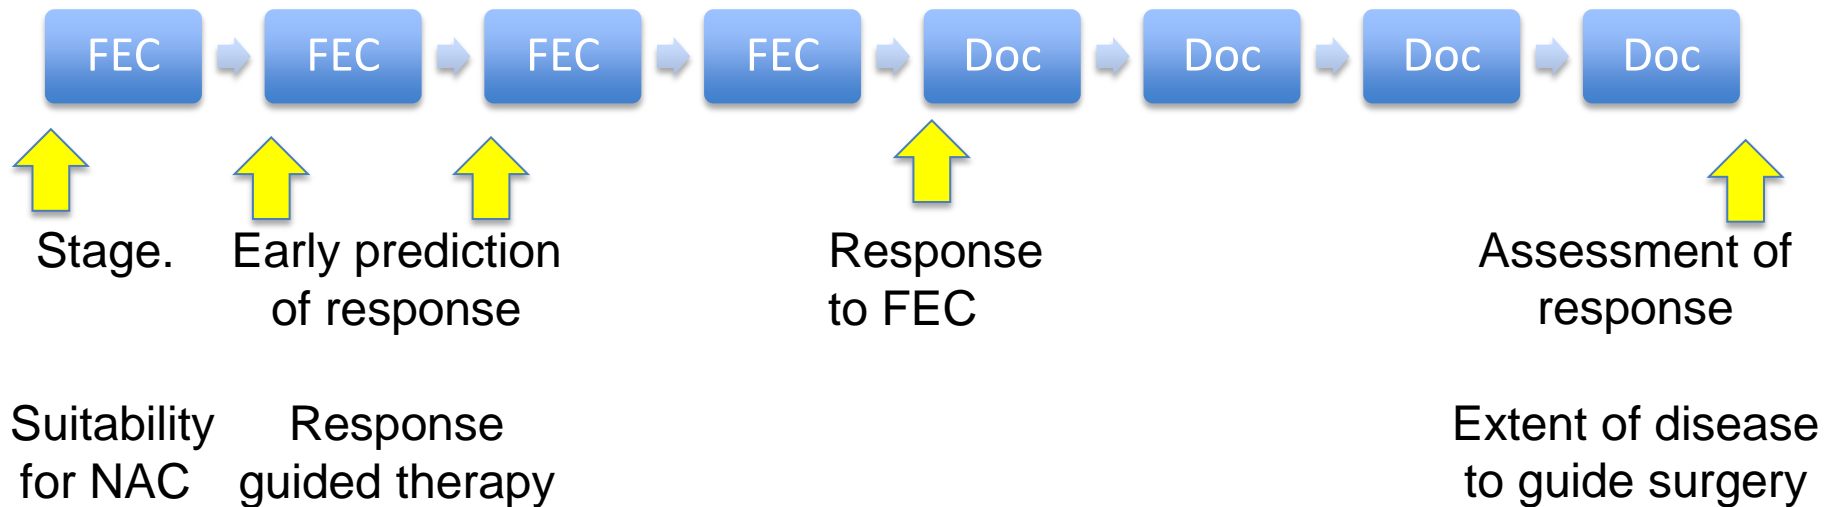 FEC FEC FEC FEC Doc Doc Doc Doc
Stage.
Early prediction
of response
Response
to FEC
Assessment of
response
Suitability
for NAC
Response
guided therapy
Extent of disease
to guide surgery